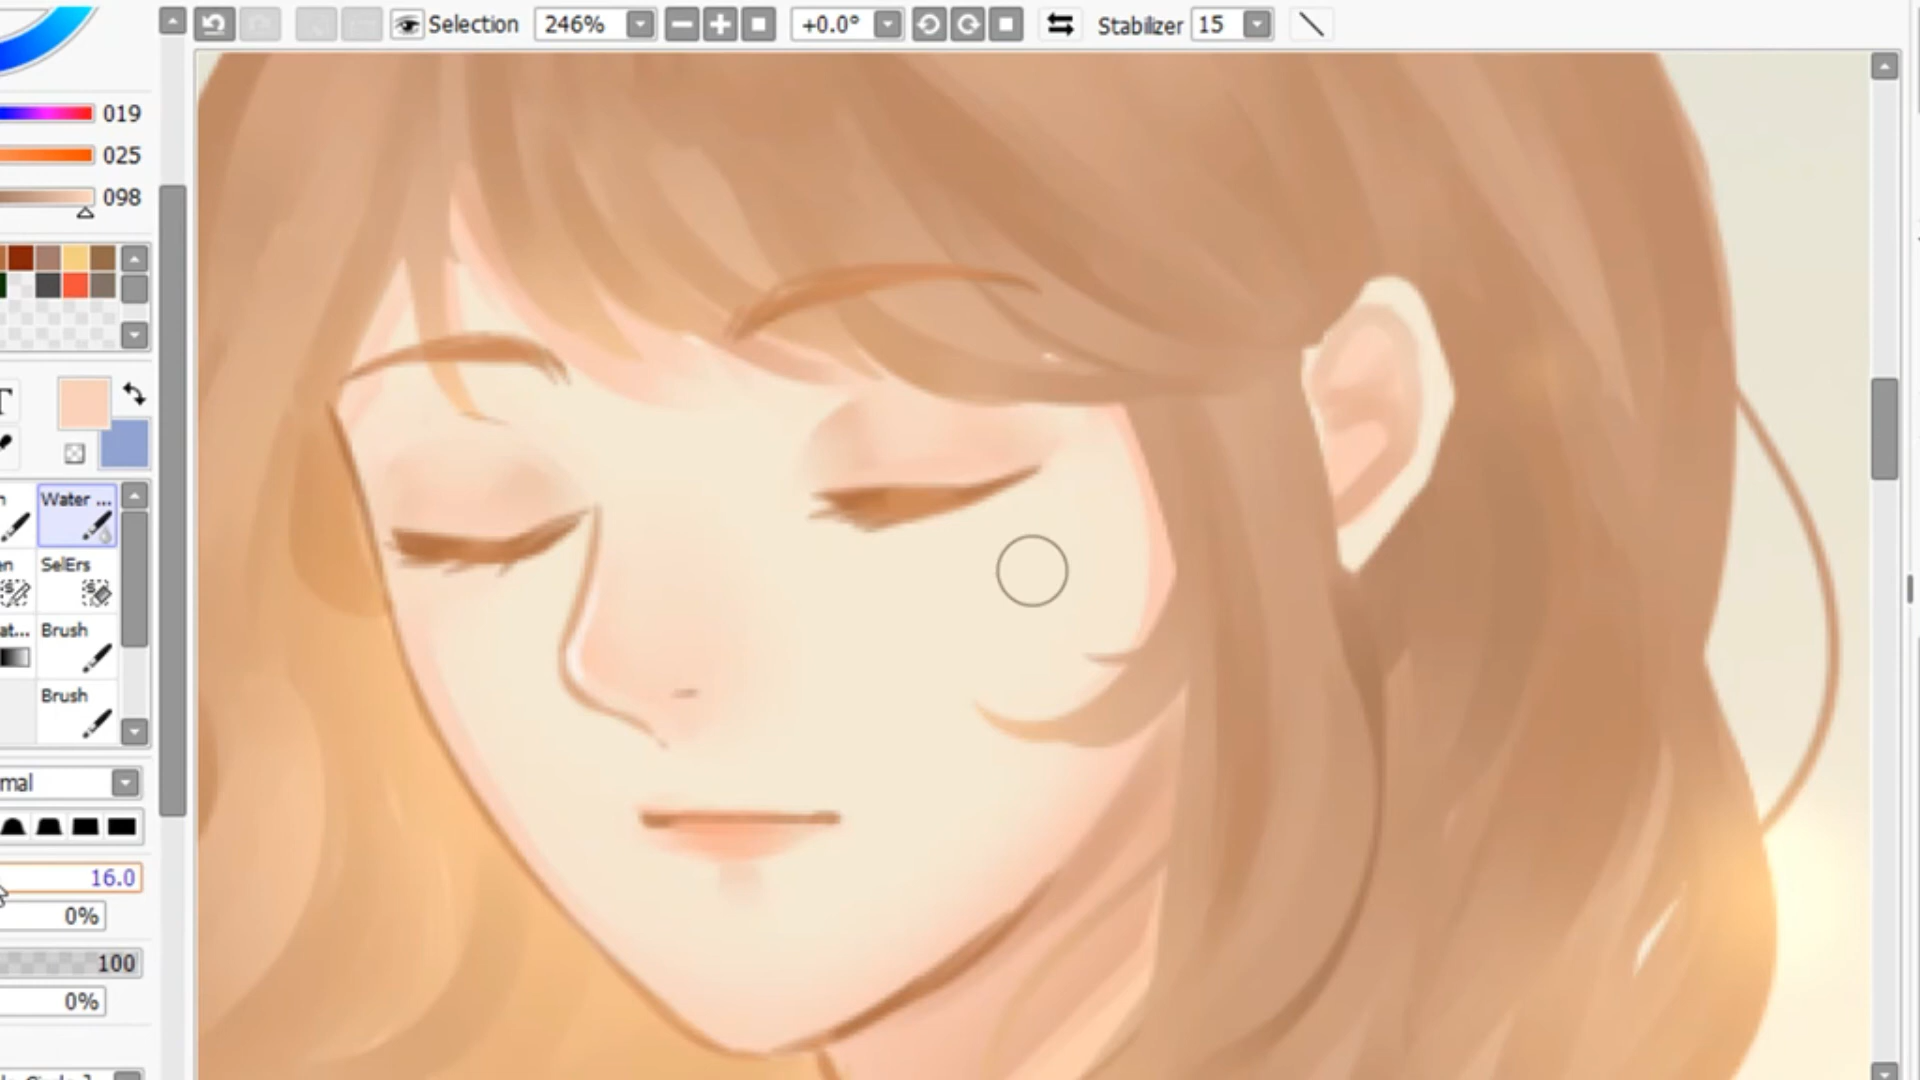 Selection 246% +0.0° Stabilizer 15
019
025
098
T
n Water ...
en SelErs
at... Brush
Brush
mal
16.0
0%
100
0%